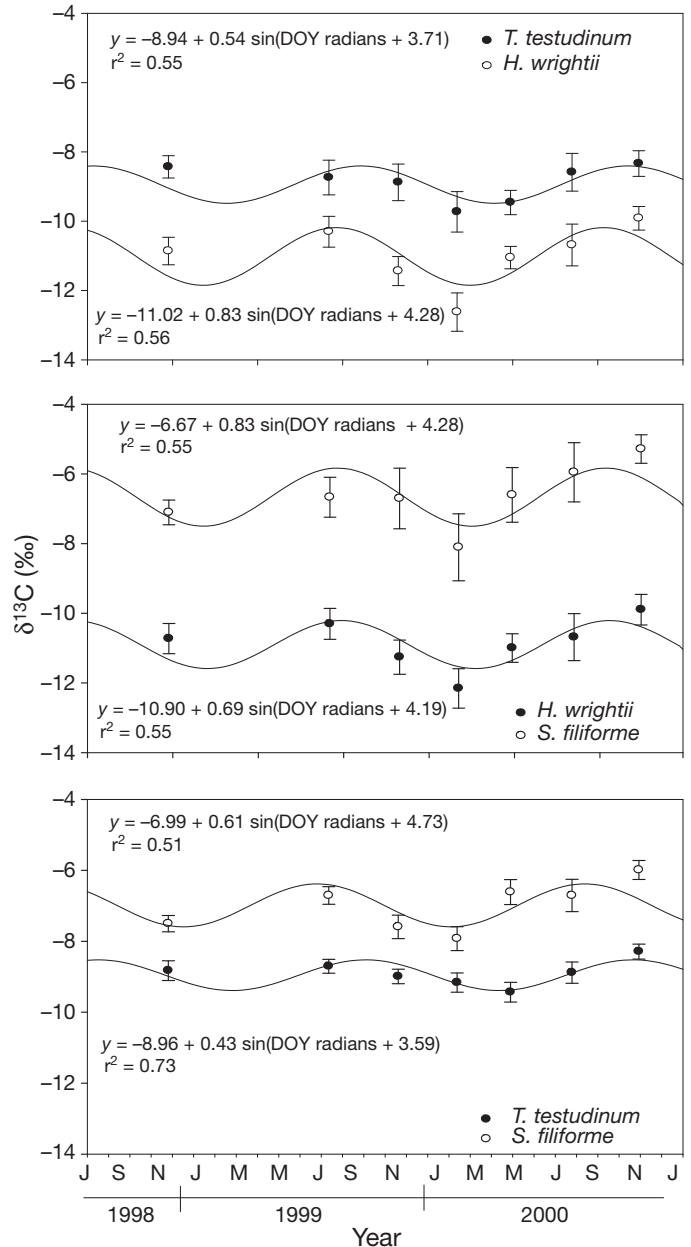 −4
y = −8.94 + 0.54 sin(DOY radians + 3.71)
r² = 0.55
T. testudinum
H. wrightii
−6
−8
−10
−12
y = −11.02 + 0.83 sin(DOY radians + 4.28)
r² = 0.56
−14
−4
y = −6.67 + 0.83 sin(DOY radians + 4.28)
r² = 0.55
−6
−8
δ¹³C (‰)
−10
−12
y = −10.90 + 0.69 sin(DOY radians + 4.19)
r² = 0.55
H. wrightii
S. filiforme
−14
−4
y = −6.99 + 0.61 sin(DOY radians + 4.73)
r² = 0.51
−6
−8
−10
y = −8.96 + 0.43 sin(DOY radians + 3.59)
r² = 0.73
−12
T. testudinum
S. filiforme
−14
J S N J M M J S N J M M J S N J
1998 1999 2000
Year